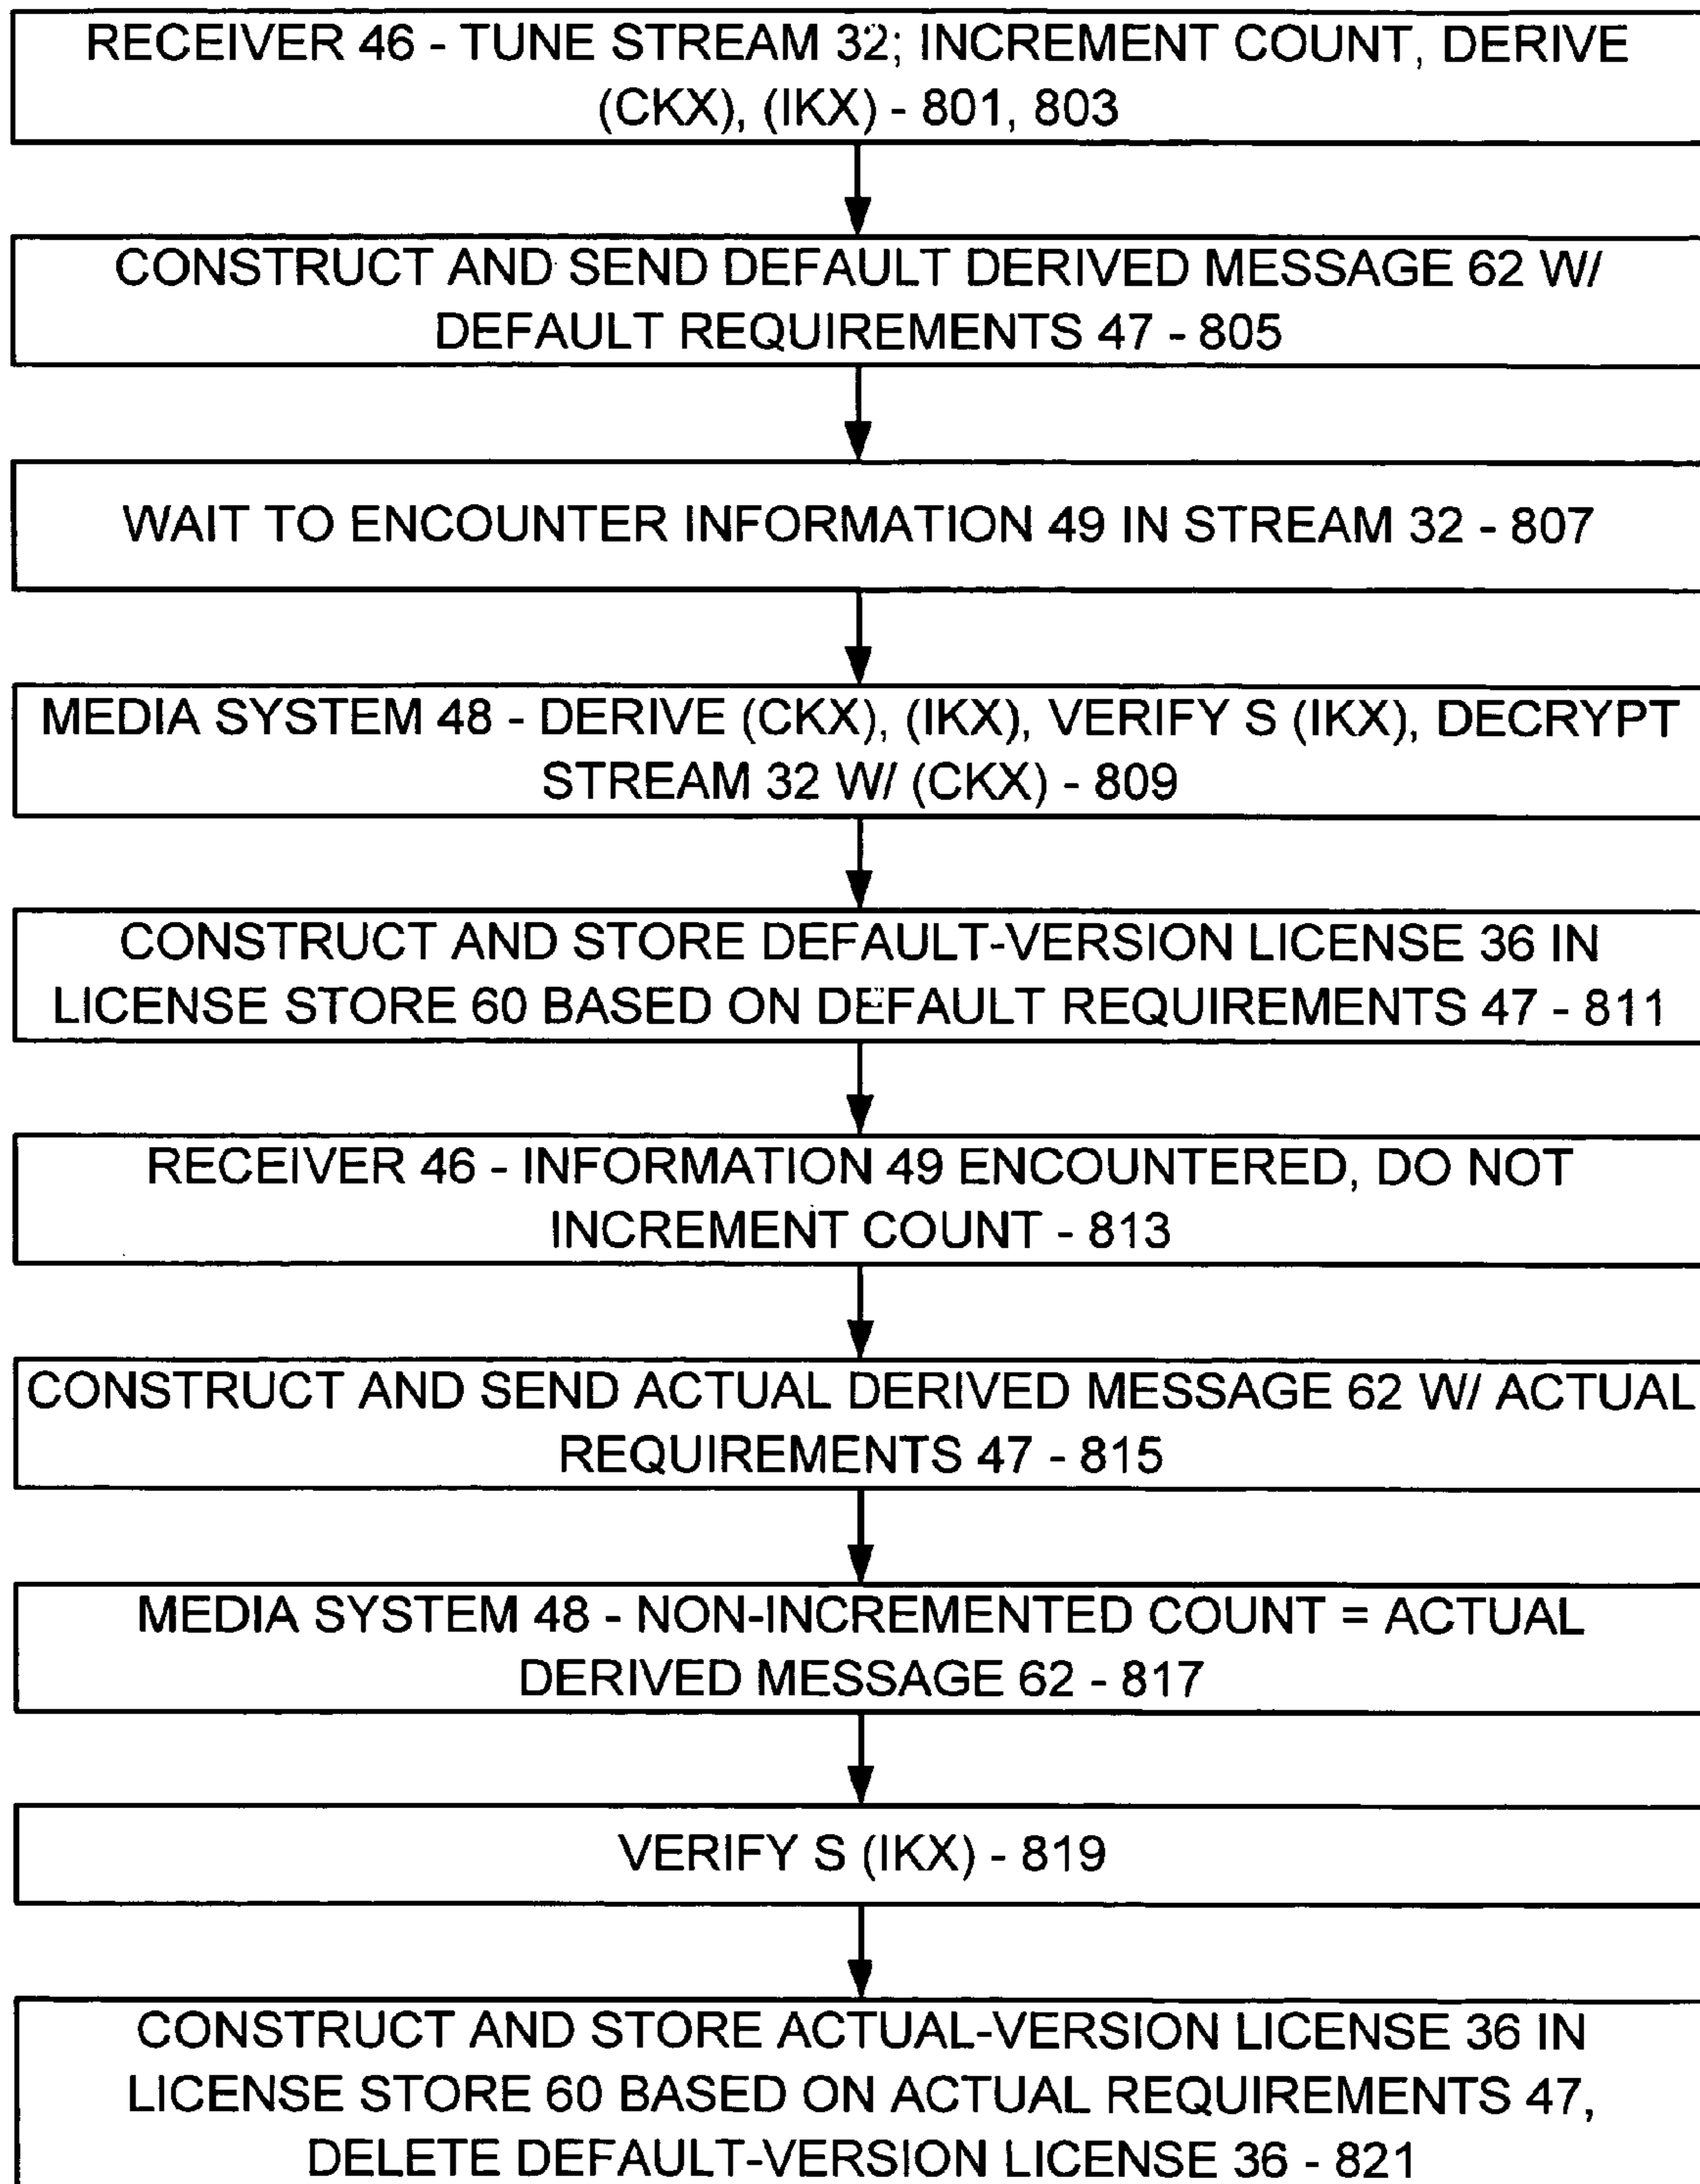 RECEIVER 46 - TUNE STREAM 32; INCREMENT COUNT, DERIVE
(CKX), (IKX) - 801, 803
CONSTRUCT AND SEND DEFAULT DERIVED MESSAGE 62 W/
DEFAULT REQUIREMENTS 47 - 805
WAIT TO ENCOUNTER INFORMATION 49 IN STREAM 32 - 807
MEDIA SYSTEM 48 - DERIVE (CKX), (IKX), VERIFY S (IKX), DECRYPT
STREAM 32 W/ (CKX) - 809
CONSTRUCT AND STORE DEFAULT-VERSION LICENSE 36 IN
LICENSE STORE 60 BASED ON DEFAULT REQUIREMENTS 47 - 811
RECEIVER 46 - INFORMATION 49 ENCOUNTERED, DO NOT
INCREMENT COUNT - 813
CONSTRUCT AND SEND ACTUAL DERIVED MESSAGE 62 W/ ACTUAL
REQUIREMENTS 47 - 815
MEDIA SYSTEM 48 - NON-INCREMENTED COUNT = ACTUAL
DERIVED MESSAGE 62 - 817
VERIFY S (IKX) - 819
CONSTRUCT AND STORE ACTUAL-VERSION LICENSE 36 IN
LICENSE STORE 60 BASED ON ACTUAL REQUIREMENTS 47,
DELETE DEFAULT-VERSION LICENSE 36 - 821